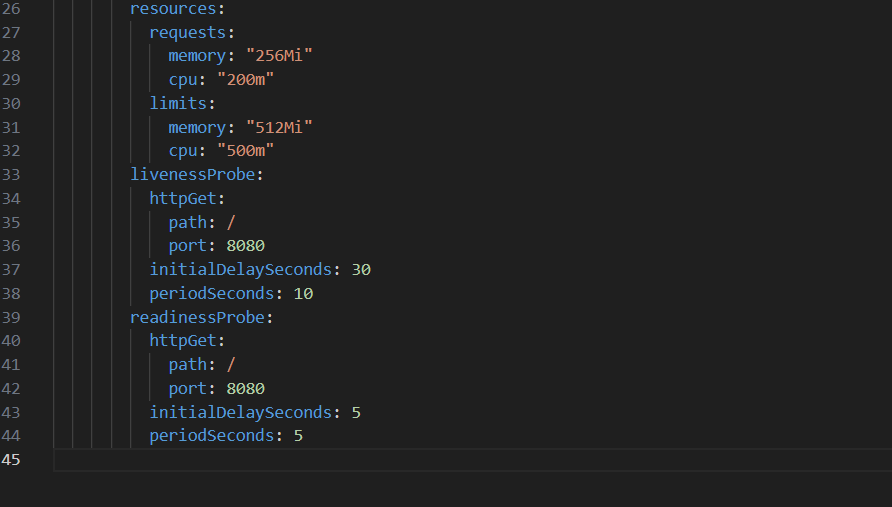 26 resources:
27 requests:
28 memory: "256Mi"
29 cpu: "200m"
30 limits:
31 memory: "512Mi"
32 cpu: "500m"
33 livenessProbe:
34 httpGet:
35 path: /
36 port: 8080
37 initialDelaySeconds: 30
38 periodSeconds: 10
39 readinessProbe:
40 httpGet:
41 path: /
42 port: 8080
43 initialDelaySeconds: 5
44 periodSeconds: 5
45